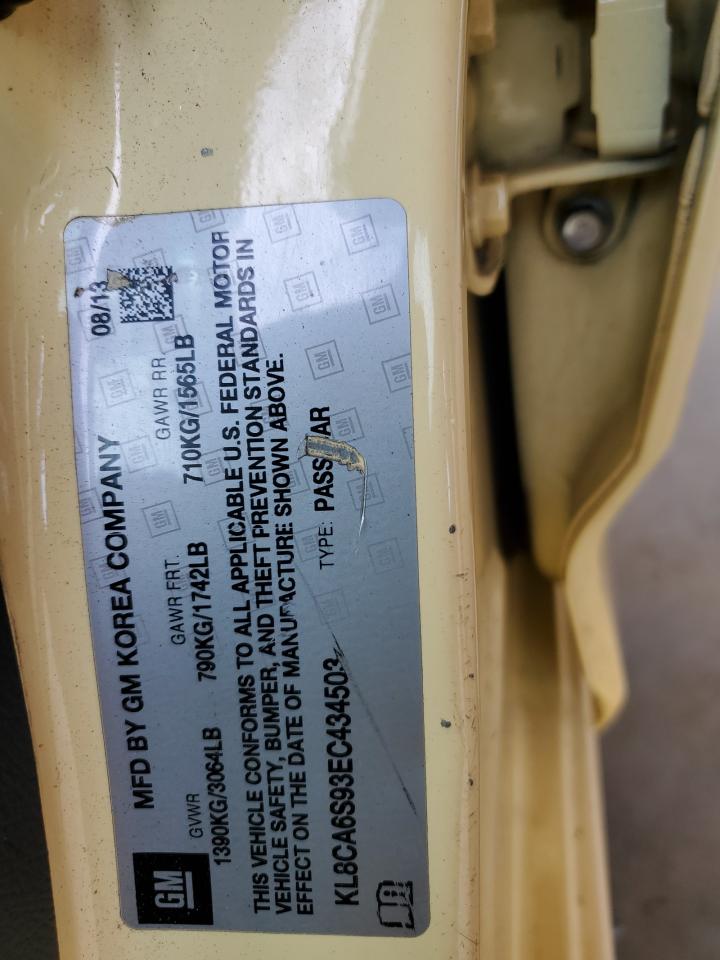 MFD BY GM KOREA COMPANY 08/13
GM
GVWR GAWR FRT. GAWR RR.
1390KG/3064LB 790KG/1742LB 710KG/1565LB
THIS VEHICLE CONFORMS TO ALL APPLICABLE U.S. FEDERAL MOTOR
VEHICLE SAFETY, BUMPER, AND THEFT PREVENTION STANDARDS IN
EFFECT ON THE DATE OF MANUFACTURE SHOWN ABOVE.
KL8CA6S93EC434503 TYPE: